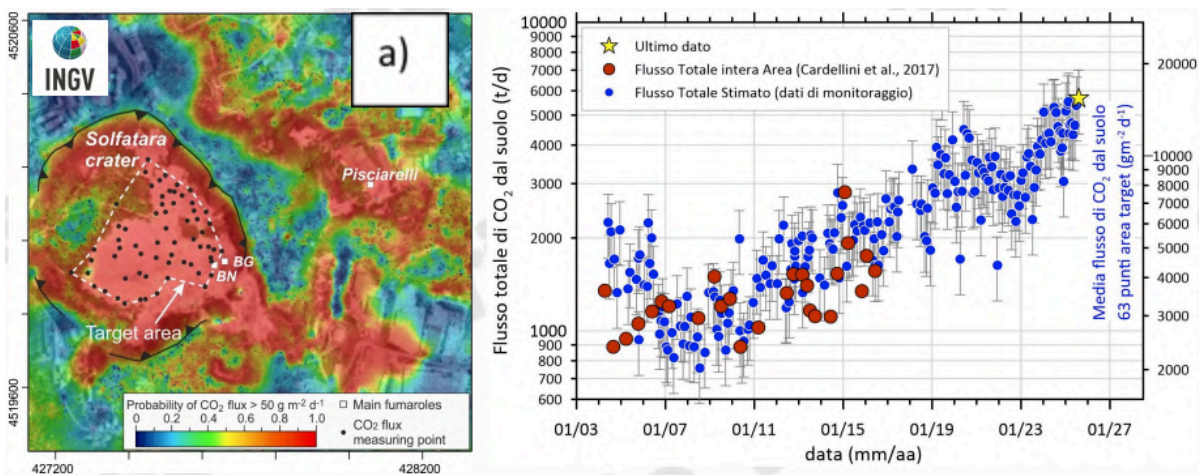 INGV
a)
Solfatara
crater
Pisciarelli
BG
BN
Target area
Probability of CO₂ flux > 50 g m⁻² d⁻¹
0 0.2 0.4 0.6 0.8 1.0
Main fumaroles
CO₂ flux
measuring point
4520600
4519600
427200
428200
Flusso totale di CO₂ dal suolo (t/d)
10000
9000
8000
7000
6000
5000
4000
3000
2000
1000
900
800
700
600
Ultimo dato
Flusso Totale intera Area (Cardellini et al., 2017)
Flusso Totale Stimato (dati di monitoraggio)
01/03 01/07 01/11 01/15 01/19 01/23 01/27
data (mm/aa)
20000
10000
9000
8000
7000
6000
5000
4000
3000
2000
Media flusso di CO₂ dal suolo
63 punti area target (gm⁻² d⁻¹)